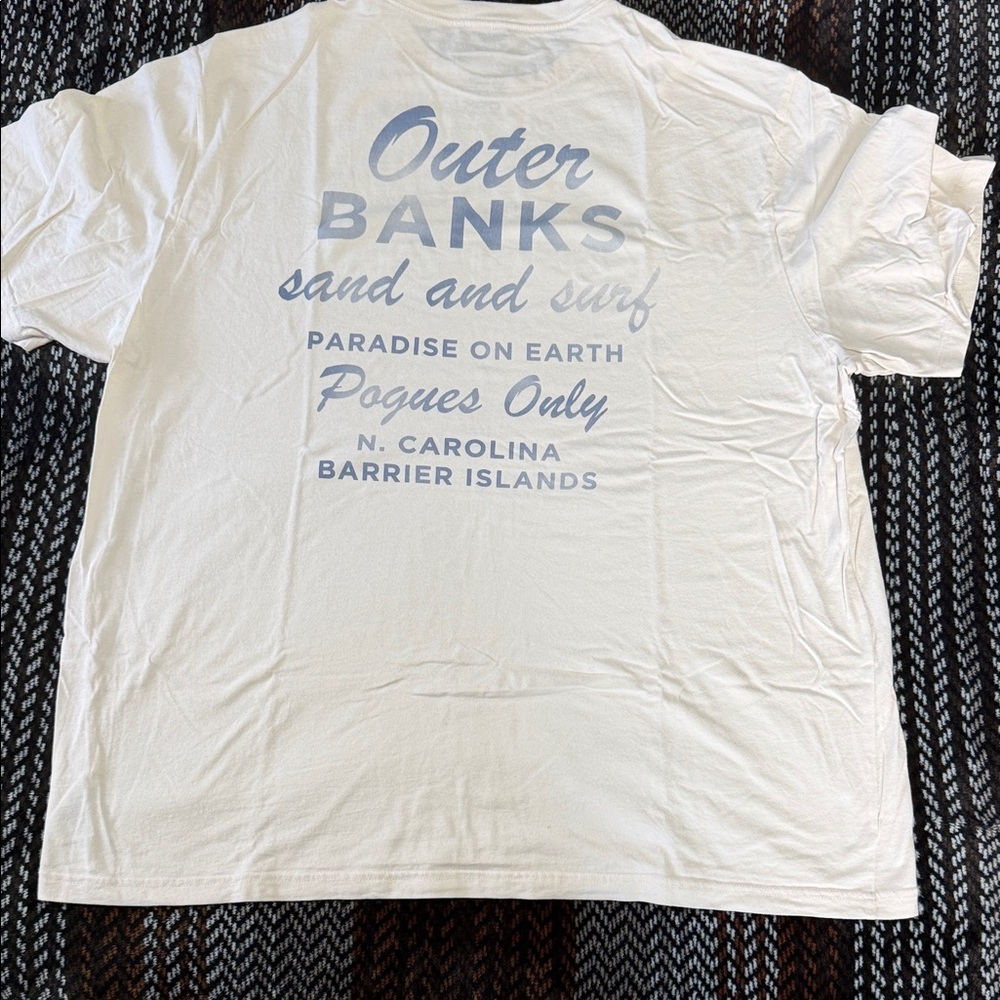 Outer
BANKS
sand and surf
PARADISE ON EARTH
Pogues Only
N. CAROLINA
BARRIER ISLANDS